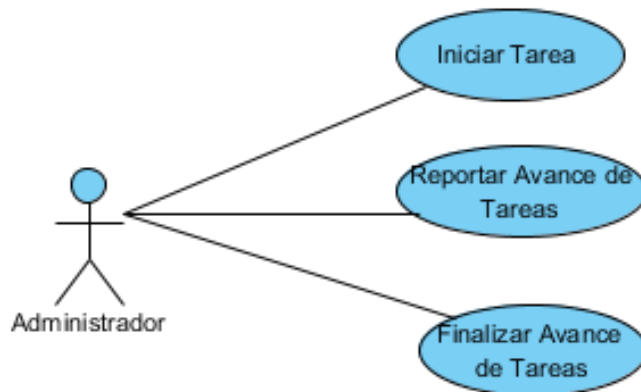 Iniciar Tarea
Reportar Avance de
Tareas
Administrador
Finalizar Avance
de Tareas